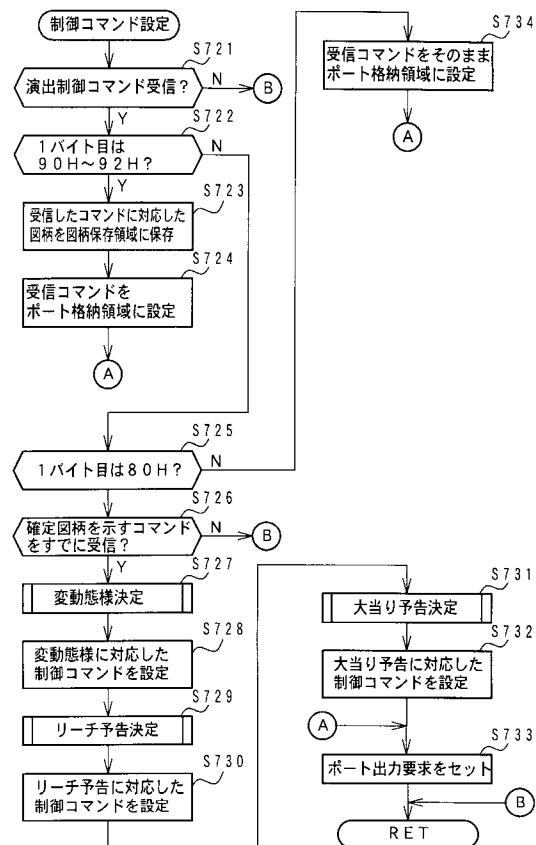 制御コマンド設定
S721
演出制御コマンド受信?
N
B
Y
S722
1バイト目は
90H~92H?
N
Y
S723
受信したコマンドに対応した
図柄を図柄保存領域に保存
S724
受信コマンドを
ポート格納領域に設定
A
S725
1バイト目は80H?
N
S726
確定図柄を示すコマンド
をすでに受信?
N
B
Y
S727
変動態様決定
S728
変動態様に対応した
制御コマンドを設定
S729
リーチ予告決定
S730
リーチ予告に対応した
制御コマンドを設定
S734
受信コマンドをそのまま
ポート格納領域に設定
A
S731
大当り予告決定
S732
大当り予告に対応した
制御コマンドを設定
A
S733
ポート出力要求をセット
B
RET